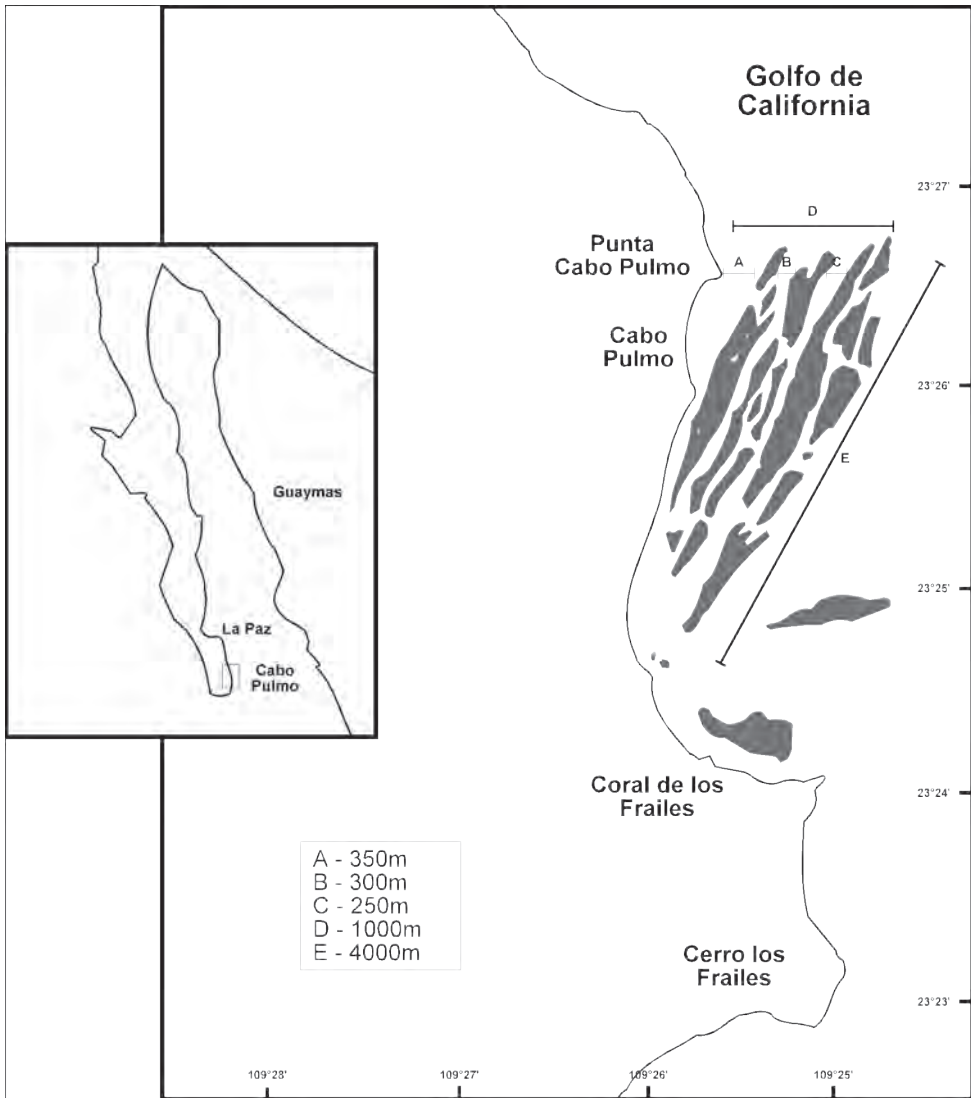 Golfo de
California
23°27'
D
Punta
Cabo Pulmo
A
B
C
Cabo
Pulmo
23°26'
E
Guaymas
23°25'
La Paz
Cabo
Pulmo
Coral de los
Frailes
23°24'
A - 350m
B - 300m
C - 250m
D - 1000m
E - 4000m
Cerro los
Frailes
23°23'
109°28'
109°27'
109°26'
109°25'